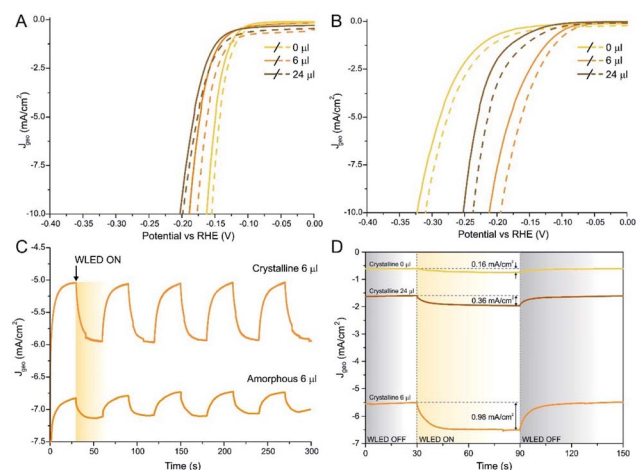 A
0.0
-2.5
-5.0
-7.5
-10.0
J geo (mA/cm²)
0 µl
6 µl
24 µl
-0.40 -0.35 -0.30 -0.25 -0.20 -0.15 -0.10 -0.05 0.00
Potential vs RHE (V)
B
0.0
-2.5
-5.0
-7.5
-10.0
J geo (mA/cm²)
0 µl
6 µl
24 µl
-0.40 -0.35 -0.30 -0.25 -0.20 -0.15 -0.10 -0.05 0.00
Potential vs RHE (V)
C
-4.5
-5.0
-5.5
-6.0
-6.5
-7.0
-7.5
J geo (mA/cm²)
WLED ON
Crystalline 6 µl
Amorphous 6 µl
0 50 100 150 200 250 300
Time (s)
D
1
0
-1
-2
-3
-4
-5
-6
-7
J geo (mA/cm²)
Crystalline 0 µl
0.16 mA/cm²
Crystalline 24 µl
0.36 mA/cm²
Crystalline 6 µl
0.98 mA/cm²
WLED OFF
WLED ON
WLED OFF
0 30 60 90 120 150
Time (s)